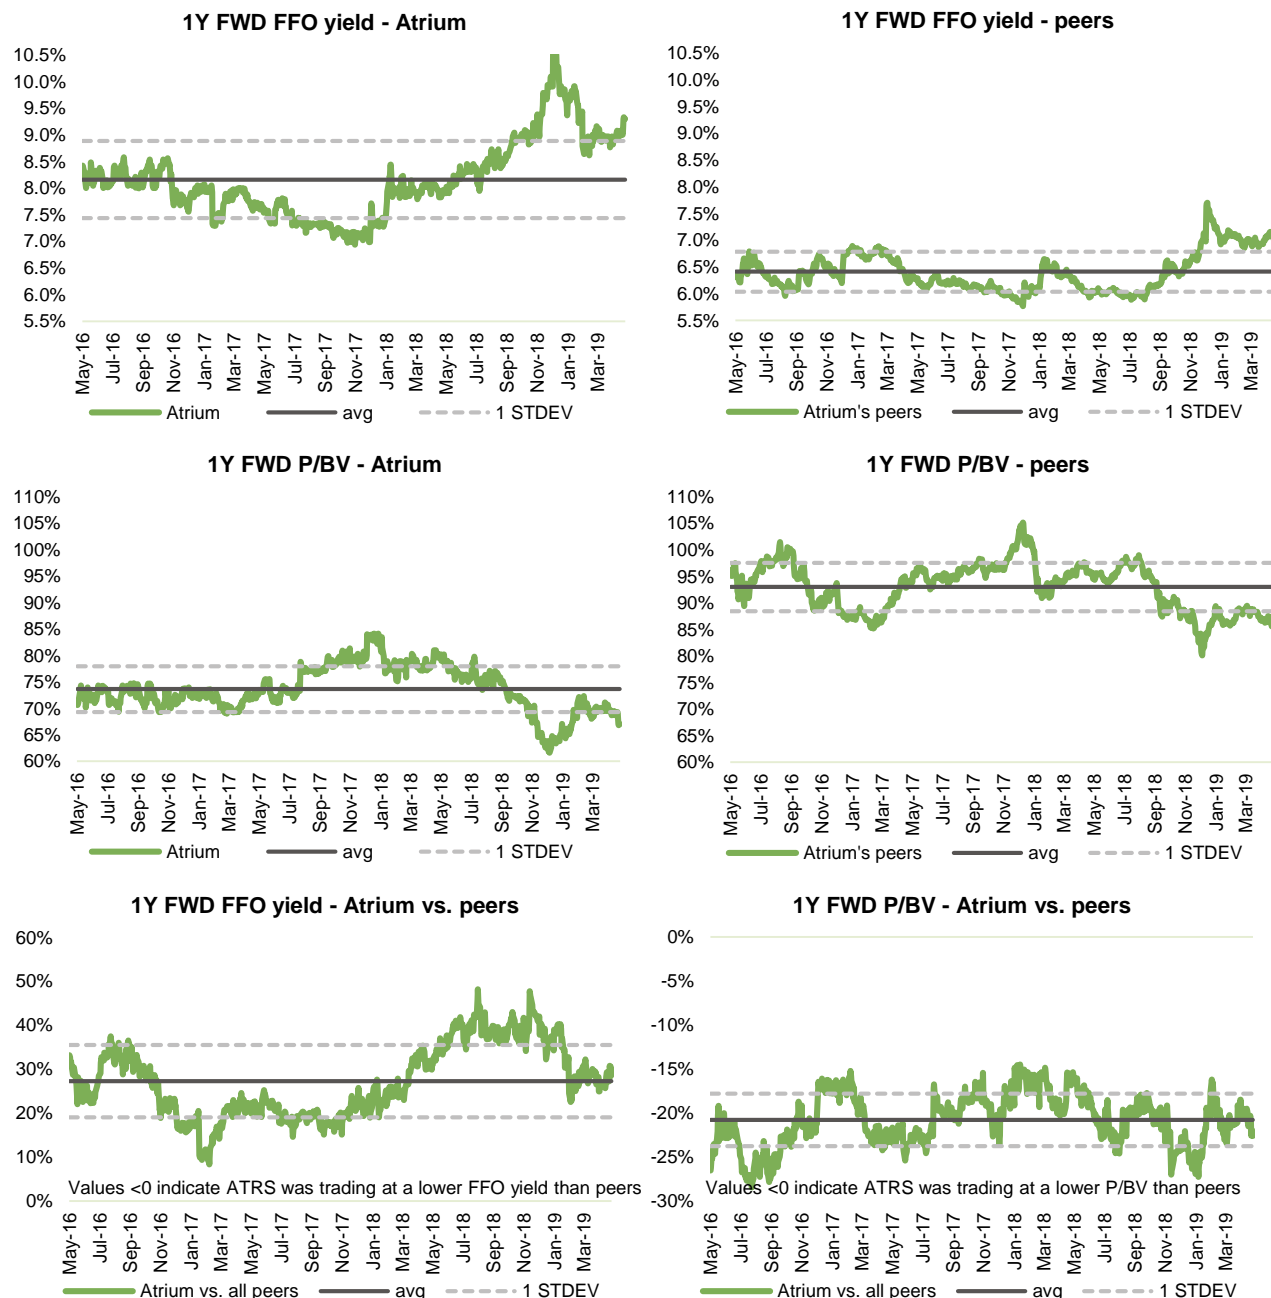 1Y FWD FFO yield - Atrium
10.5%
10.0%
9.5%
9.0%
8.5%
8.0%
7.5%
7.0%
6.5%
6.0%
5.5%
May-16
Jul-16
Sep-16
Nov-16
Jan-17
Mar-17
May-17
Jul-17
Sep-17
Nov-17
Jan-18
Mar-18
May-18
Jul-18
Sep-18
Nov-18
Jan-19
Mar-19
Atrium avg 1 STDEV
1Y FWD FFO yield - peers
10.5%
10.0%
9.5%
9.0%
8.5%
8.0%
7.5%
7.0%
6.5%
6.0%
5.5%
May-16
Jul-16
Sep-16
Nov-16
Jan-17
Mar-17
May-17
Jul-17
Sep-17
Nov-17
Jan-18
Mar-18
May-18
Jul-18
Sep-18
Nov-18
Jan-19
Mar-19
Atrium's peers avg 1 STDEV
1Y FWD P/BV - Atrium
110%
105%
100%
95%
90%
85%
80%
75%
70%
65%
60%
May-16
Jul-16
Sep-16
Nov-16
Jan-17
Mar-17
May-17
Jul-17
Sep-17
Nov-17
Jan-18
Mar-18
May-18
Jul-18
Sep-18
Nov-18
Jan-19
Mar-19
Atrium avg 1 STDEV
1Y FWD P/BV - peers
110%
105%
100%
95%
90%
85%
80%
75%
70%
65%
60%
May-16
Jul-16
Sep-16
Nov-16
Jan-17
Mar-17
May-17
Jul-17
Sep-17
Nov-17
Jan-18
Mar-18
May-18
Jul-18
Sep-18
Nov-18
Jan-19
Mar-19
Atrium's peers avg 1 STDEV
1Y FWD FFO yield - Atrium vs. peers
60%
50%
40%
30%
20%
10%
0%
Values <0 indicate ATRS was trading at a lower FFO yield than peers
May-16
Jul-16
Sep-16
Nov-16
Jan-17
Mar-17
May-17
Jul-17
Sep-17
Nov-17
Jan-18
Mar-18
May-18
Jul-18
Sep-18
Nov-18
Jan-19
Mar-19
Atrium vs. all peers avg 1 STDEV
1Y FWD P/BV - Atrium vs. peers
0%
-5%
-10%
-15%
-20%
-25%
-30%
Values <0 indicate ATRS was trading at a lower P/BV than peers
May-16
Jul-16
Sep-16
Nov-16
Jan-17
Mar-17
May-17
Jul-17
Sep-17
Nov-17
Jan-18
Mar-18
May-18
Jul-18
Sep-18
Nov-18
Jan-19
Mar-19
Atrium vs. all peers avg 1 STDEV